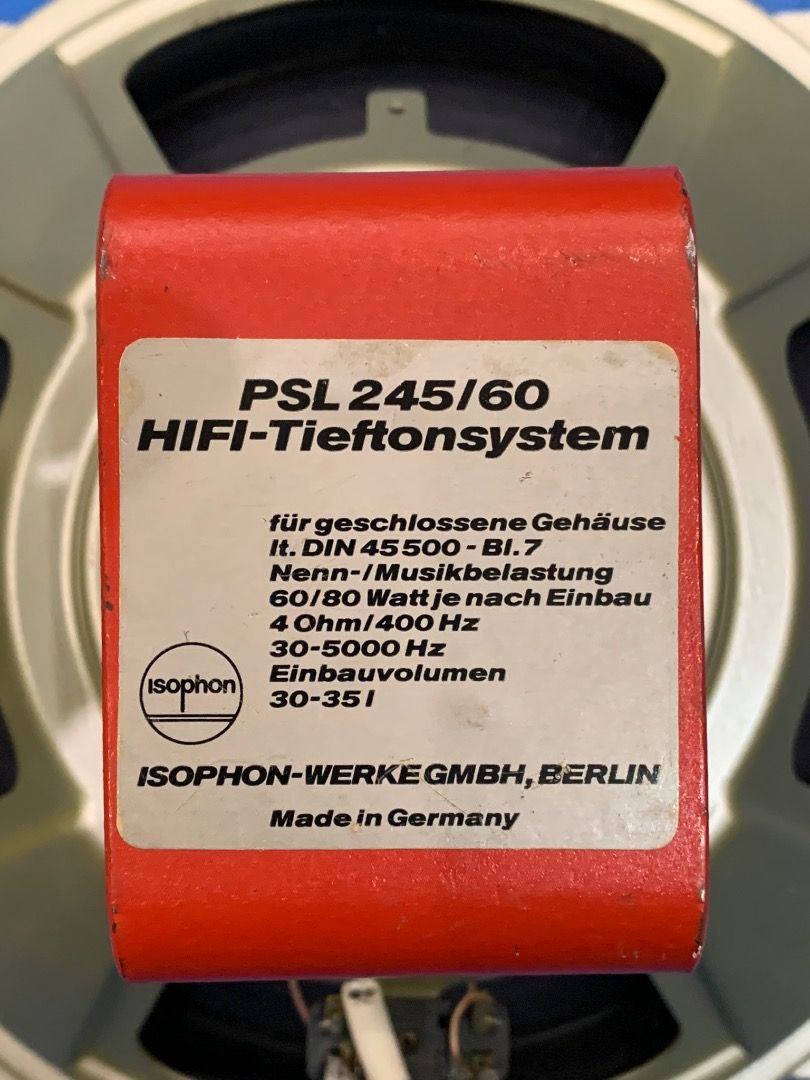 PSL 245/60
HIFI-Tieftonsystem
für geschlossene Gehäuse
lt. DIN 45 500 - Bl. 7
Nenn-/Musikbelastung
60/80 Watt je nach Einbau
4 Ohm/400 Hz
30-5000 Hz
Einbauvolumen
30-35 l
isophon
ISOPHON-WERKE GMBH, BERLIN
Made in Germany